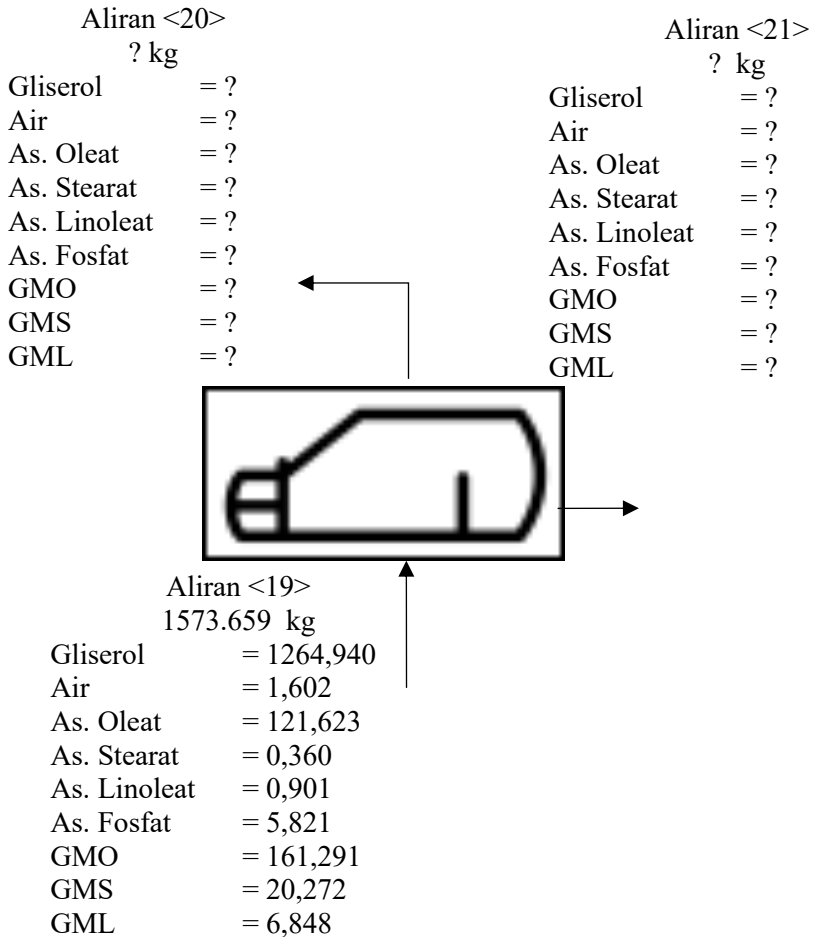 Aliran <20>
? kg
Gliserol = ?
Air = ?
As. Oleat = ?
As. Stearat = ?
As. Linoleat = ?
As. Fosfat = ?
GMO = ?
GMS = ?
GML = ?
Aliran <21>
? kg
Gliserol = ?
Air = ?
As. Oleat = ?
As. Stearat = ?
As. Linoleat = ?
As. Fosfat = ?
GMO = ?
GMS = ?
GML = ?
Aliran <19>
1573.659 kg
Gliserol = 1264,940
Air = 1,602
As. Oleat = 121,623
As. Stearat = 0,360
As. Linoleat = 0,901
As. Fosfat = 5,821
GMO = 161,291
GMS = 20,272
GML = 6,848